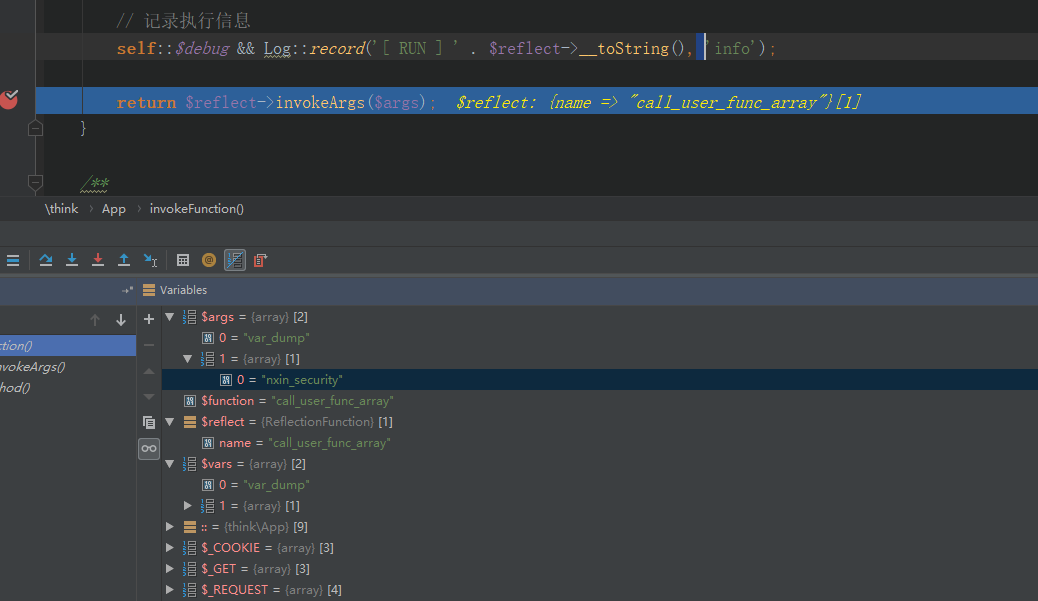 // 记录执行信息
self::$debug && Log::record('[ RUN ] ' . $reflect->__toString(), 'info');
return $reflect->invokeArgs($args); $reflect: {name => "call_user_func_array"}[1]
}
/**
\think › App › invokeFunction()
Variables
$args = {array} [2]
0 = "var_dump"
ction()
1 = {array} [1]
nvokeArgs()
0 = "nxin_security"
hod()
$function = "call_user_func_array"
$reflect = {ReflectionFunction} [1]
name = "call_user_func_array"
$vars = {array} [2]
0 = "var_dump"
1 = {array} [1]
:: = {think\App} [9]
$_COOKIE = {array} [3]
$_GET = {array} [3]
$_REQUEST = {array} [4]